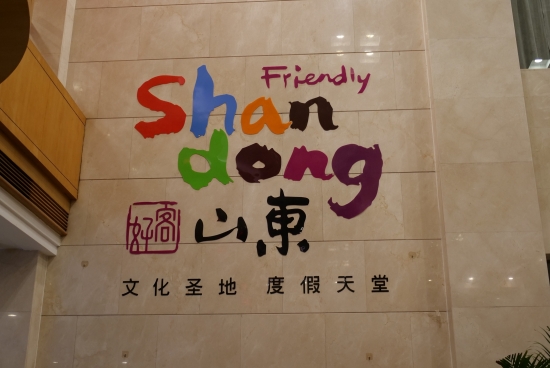 Friendly
Shan
dong
好客 山東
文化圣地 度假天堂